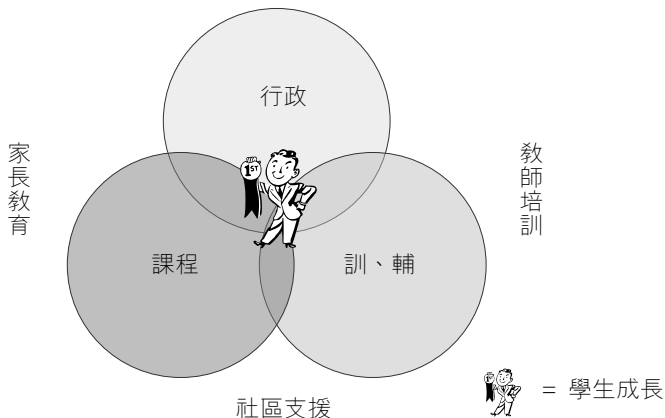 行政
家長教育
教師培訓
1ST
課程
訓、輔
社區支援
= 學生成長